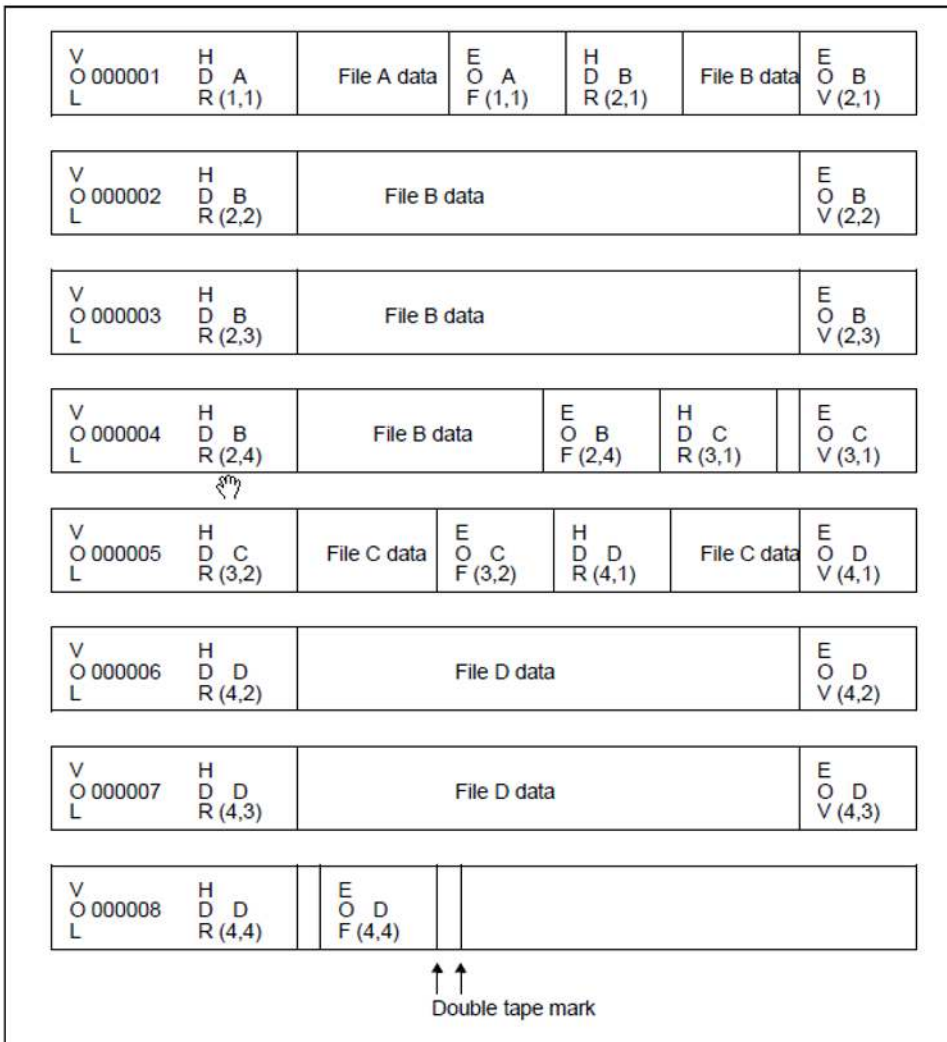 V H E H E
O 000001 D A File A data O A D B File B data O B
L R (1,1) F (1,1) R (2,1) V (2,1)
V H E
O 000002 D B File B data O B
L R (2,2) V (2,2)
V H E
O 000003 D B File B data O B
L R (2,3) V (2,3)
V H E H E
O 000004 D B File B data O B D C O C
L R (2,4) F (2,4) R (3,1) V (3,1)
V H E H E
O 000005 D C File C data O C D D File C data O D
L R (3,2) F (3,2) R (4,1) V (4,1)
V H E
O 000006 D D File D data O D
L R (4,2) V (4,2)
V H E
O 000007 D D File D data O D
L R (4,3) V (4,3)
V H E
O 000008 D D O D
L R (4,4) F (4,4)
Double tape mark